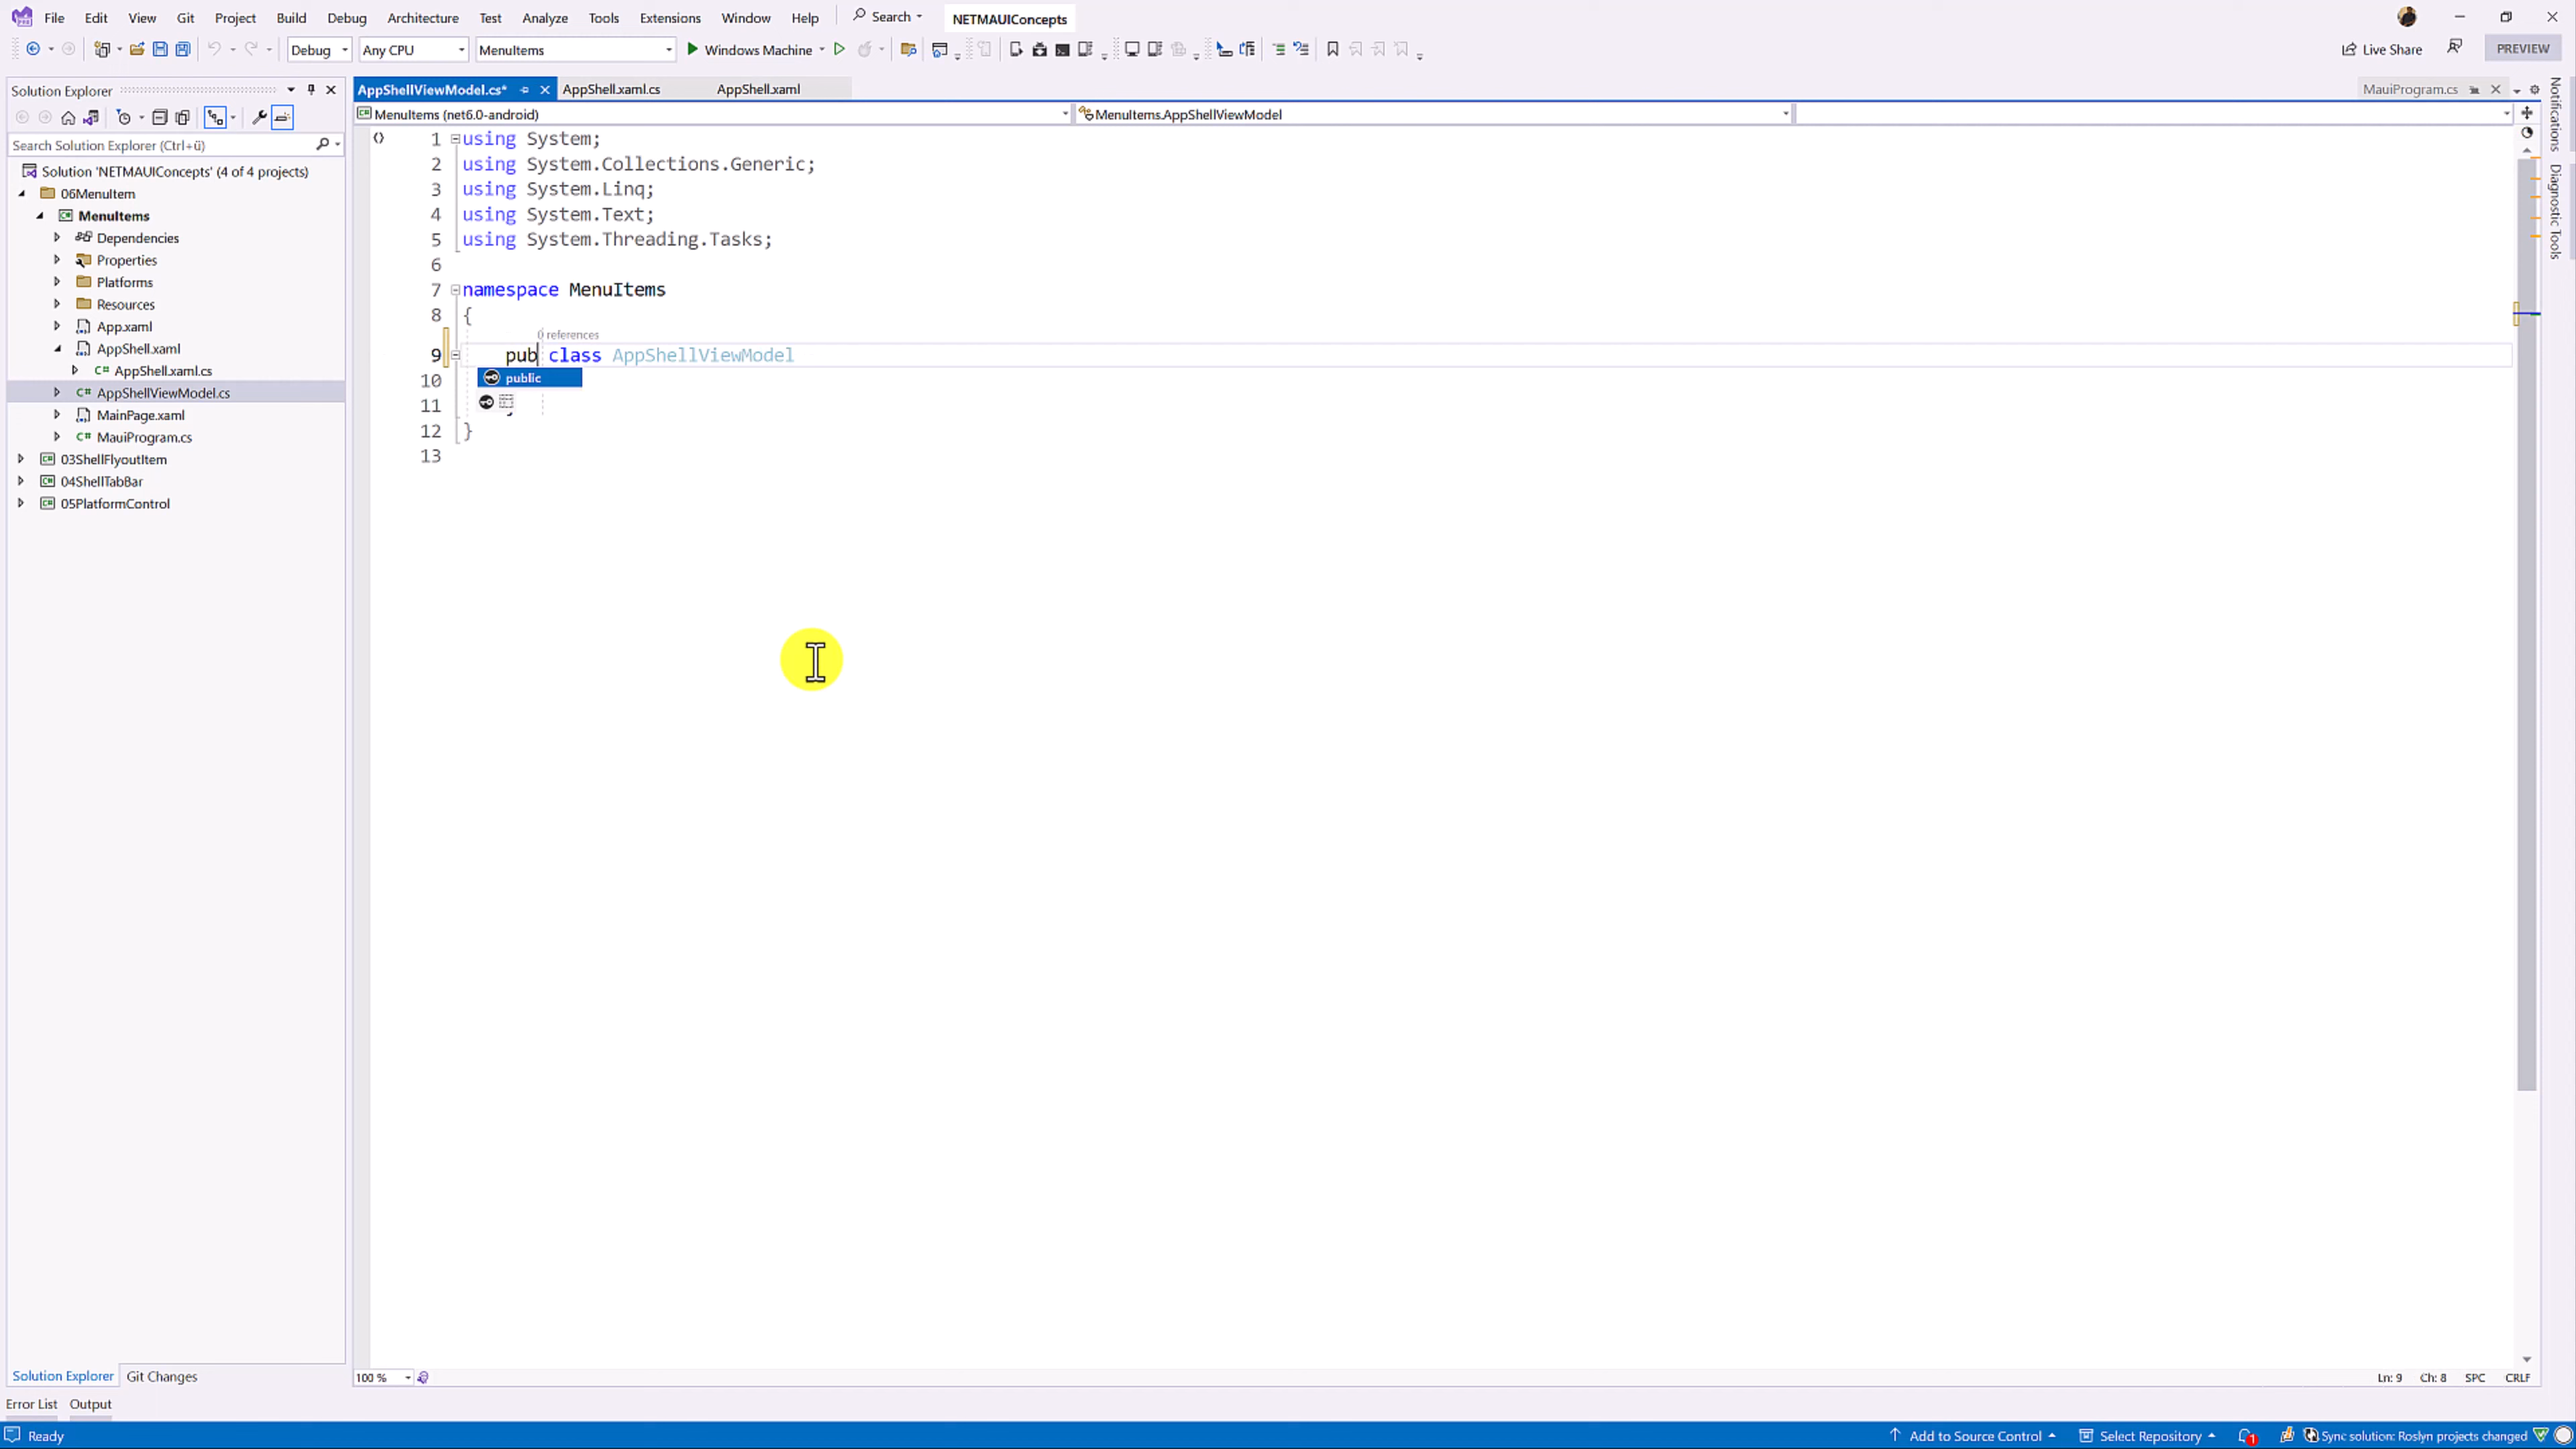 File Edit View Git Project Build Debug Architecture Test Analyze Tools Extensions Window Help Search NETMAUIConcepts
Debug Any CPU MenuItems Windows Machine Live Share PREVIEW
Solution Explorer
Search Solution Explorer (Ctrl+ü)
Solution 'NETMAUIConcepts' (4 of 4 projects)
06MenuItem
MenuItems
Dependencies
Properties
Platforms
Resources
App.xaml
AppShell.xaml
C# AppShell.xaml.cs
C# AppShellViewModel.cs
MainPage.xaml
C# MauiProgram.cs
03ShellFlyoutItem
04ShellTabBar
05PlatformControl
AppShellViewModel.cs* AppShell.xaml.cs AppShell.xaml MauiProgram.cs
MenuItems (net6.0-android) MenuItems.AppShellViewModel
1 using System;
2 using System.Collections.Generic;
3 using System.Linq;
4 using System.Text;
5 using System.Threading.Tasks;
6
7 namespace MenuItems
8 {
0 references
9 pub class AppShellViewModel
10 public
11
12 }
13
Notifications
Diagnostic Tools
Solution Explorer Git Changes
100 % Ln: 9 Ch: 8 SPC CRLF
Error List Output
Ready Add to Source Control Select Repository 1 Sync solution: Roslyn projects changed